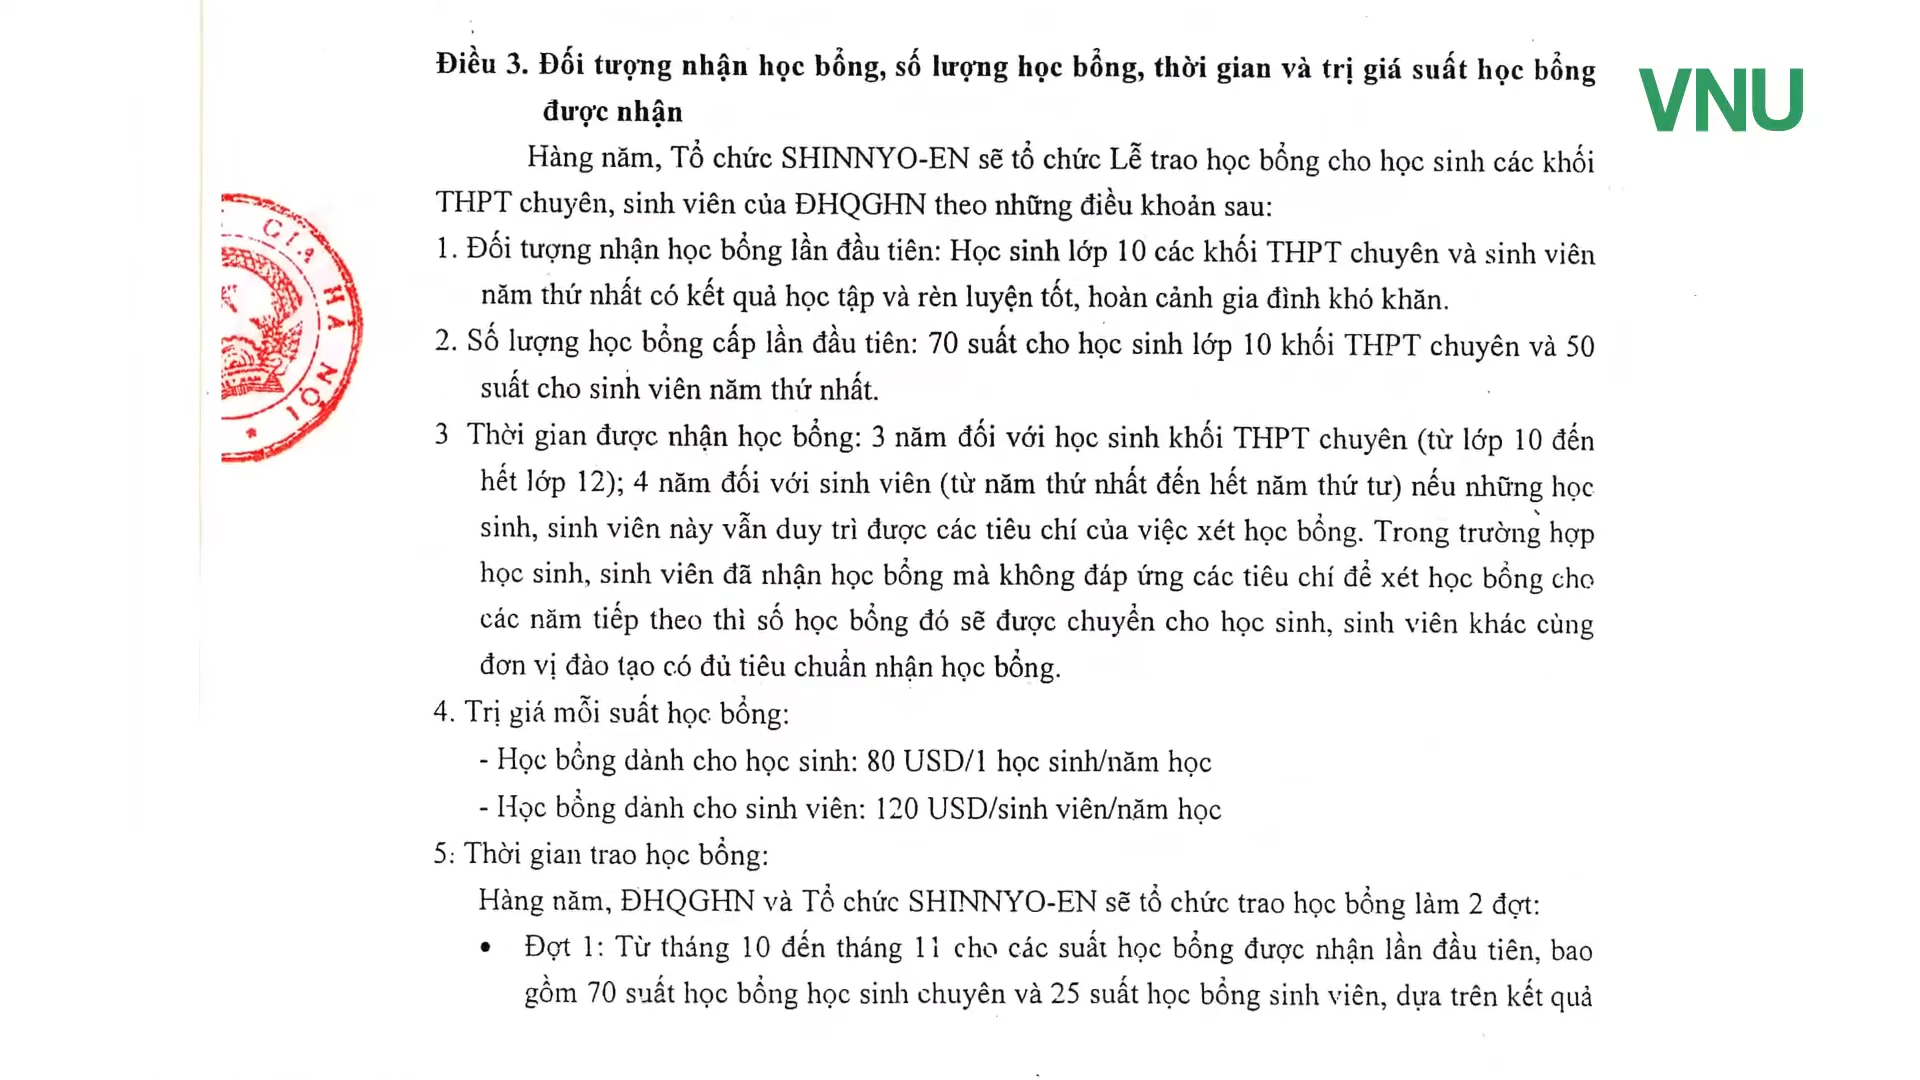 Điều 3. Đối tượng nhận học bổng, số lượng học bổng, thời gian và trị giá suất học bổng
được nhận
VNU
Hàng năm, Tổ chức SHINNYO-EN sẽ tổ chức Lễ trao học bổng cho học sinh các khối
THPT chuyên, sinh viên của ĐHQGHN theo những điều khoản sau:
1. Đối tượng nhận học bổng lần đầu tiên: Học sinh lớp 10 các khối THPT chuyên và sinh viên
năm thứ nhất có kết quả học tập và rèn luyện tốt, hoàn cảnh gia đình khó khăn.
GIA HÀ NỘI
2. Số lượng học bổng cấp lần đầu tiên: 70 suất cho học sinh lớp 10 khối THPT chuyên và 50
suất cho sinh viên năm thứ nhất.
3 Thời gian được nhận học bổng: 3 năm đối với học sinh khối THPT chuyên (từ lớp 10 đến
hết lớp 12); 4 năm đối với sinh viên (từ năm thứ nhất đến hết năm thứ tư) nếu những học
sinh, sinh viên này vẫn duy trì được các tiêu chí của việc xét học bổng. Trong trường hợp
học sinh, sinh viên đã nhận học bổng mà không đáp ứng các tiêu chí để xét học bổng cho
các năm tiếp theo thì số học bổng đó sẽ được chuyển cho học sinh, sinh viên khác cùng
đơn vị đào tạo có đủ tiêu chuẩn nhận học bổng.
4. Trị giá mỗi suất học bổng:
- Học bổng dành cho học sinh: 80 USD/1 học sinh/năm học
- Học bổng dành cho sinh viên: 120 USD/sinh viên/năm học
5. Thời gian trao học bổng:
Hàng năm, ĐHQGHN và Tổ chức SHINNYO-EN sẽ tổ chức trao học bổng làm 2 đợt:
• Đợt 1: Từ tháng 10 đến tháng 11 cho các suất học bổng được nhận lần đầu tiên, bao
gồm 70 suất học bổng học sinh chuyên và 25 suất học bổng sinh viên, dựa trên kết quả